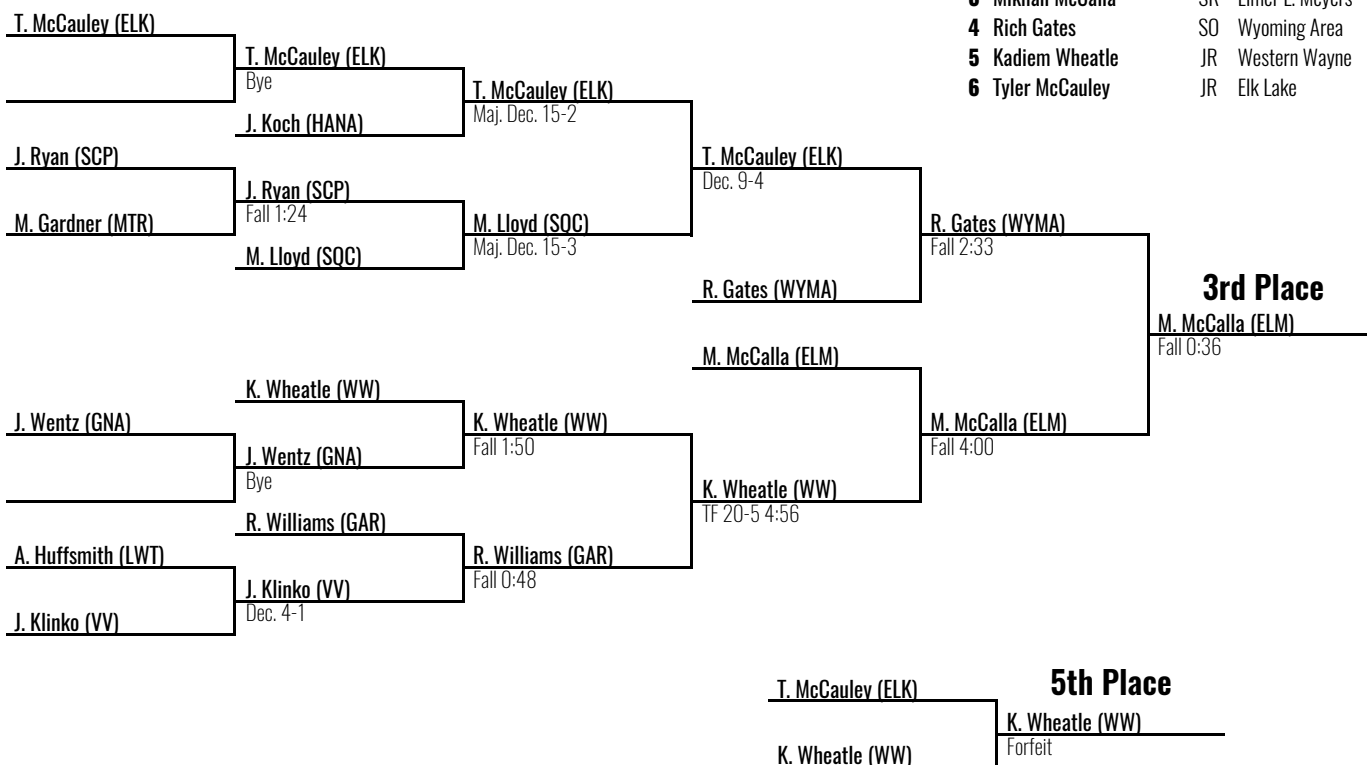 3 Mikhail McCalla SR Elmer L. Meyers
4 Rich Gates SO Wyoming Area
5 Kadiem Wheatle JR Western Wayne
6 Tyler McCauley JR Elk Lake
T. McCauley (ELK)
T. McCauley (ELK)
Bye
J. Koch (HANA)
T. McCauley (ELK)
Maj. Dec. 15-2
J. Ryan (SCP)
M. Gardner (MTR)
J. Ryan (SCP)
Fall 1:24
M. Lloyd (SQC)
M. Lloyd (SQC)
Maj. Dec. 15-3
T. McCauley (ELK)
Dec. 9-4
R. Gates (WYMA)
R. Gates (WYMA)
Fall 2:33
M. McCalla (ELM)
K. Wheatle (WW)
J. Wentz (GNA)
J. Wentz (GNA)
Bye
K. Wheatle (WW)
Fall 1:50
R. Williams (GAR)
A. Huffsmith (LWT)
J. Klinko (VV)
J. Klinko (VV)
Dec. 4-1
R. Williams (GAR)
Fall 0:48
K. Wheatle (WW)
TF 20-5 4:56
M. McCalla (ELM)
Fall 4:00
3rd Place
M. McCalla (ELM)
Fall 0:36
5th Place
T. McCauley (ELK)
K. Wheatle (WW)
K. Wheatle (WW)
Forfeit